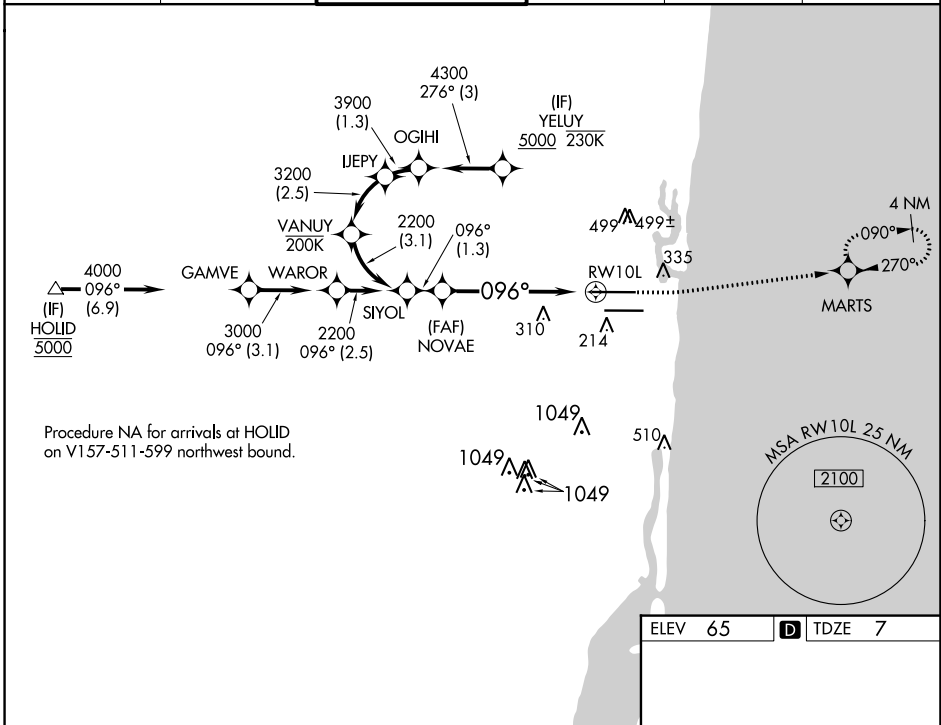 4300
276° (3)
(IF)
YELUY
5000 230K
3900
(1.3)
OGIHI
IJEPY
3200
(2.5)
VANUY
200K
2200
(3.1)
096°
(1.3)
499 499±
335
4 NM
090°
270°
MARTS
4000
096°
(6.9)
(IF)
HOLID
5000
GAMVE
WAROR
SIYOL
096°
RW10L
3000
096° (3.1)
2200
096° (2.5)
(FAF)
NOVAE
310
214
Procedure NA for arrivals at HOLID
on V157-511-599 northwest bound.
1049
510
1049
1049
MSA RW10L 25 NM
2100
ELEV 65 D TDZE 7